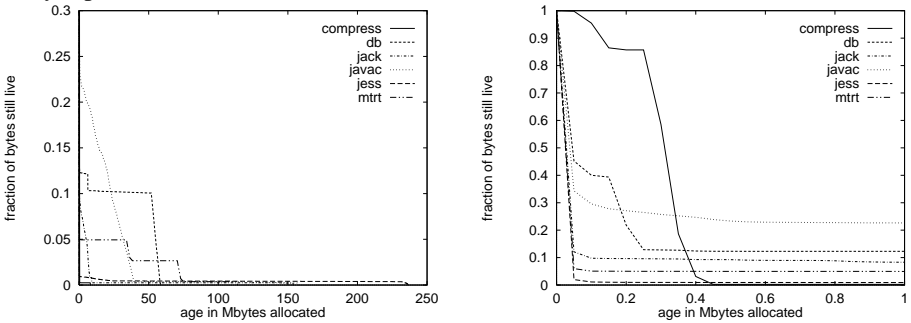 0.3
0.25
0.2
0.15
0.1
0.05
0
fraction of bytes still live
compress
db
jack
javac
jess
mtrt
0 50 100 150 200 250
age in Mbytes allocated
1
0.9
0.8
0.7
0.6
0.5
0.4
0.3
0.2
0.1
0
fraction of bytes still live
compress
db
jack
javac
jess
mtrt
0 0.2 0.4 0.6 0.8 1
age in Mbytes allocated